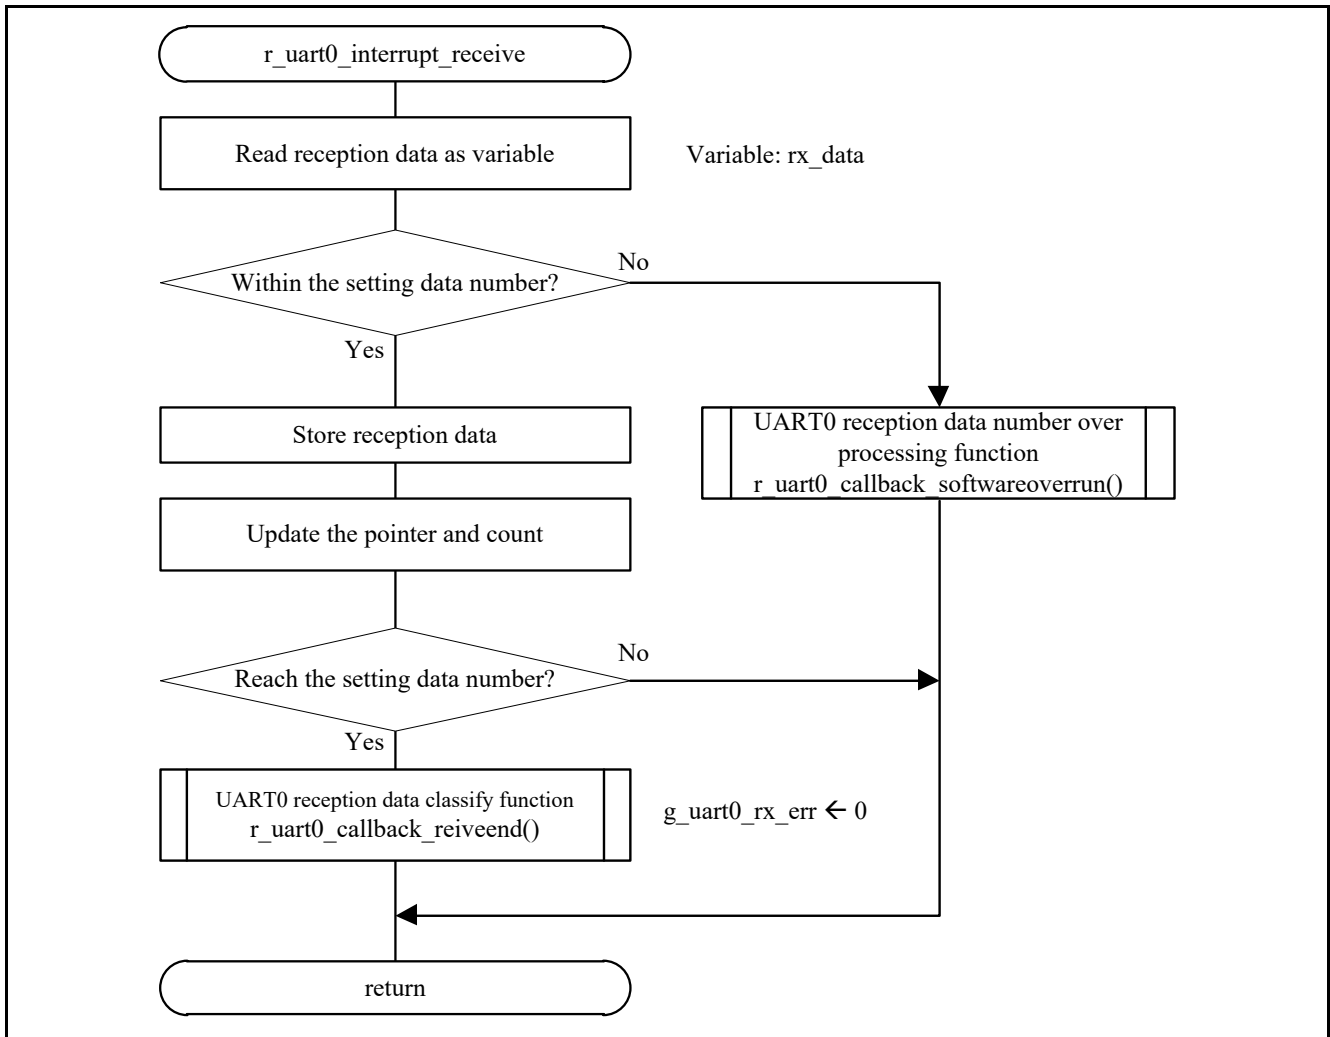 r_uart0_interrupt_receive
Read reception data as variable
Variable: rx_data
Within the setting data number?
No
Yes
Store reception data
UART0 reception data number over
processing function
r_uart0_callback_softwareoverrun()
Update the pointer and count
Reach the setting data number?
No
Yes
UART0 reception data classify function
r_uart0_callback_reiveend()
g_uart0_rx_err ← 0
return